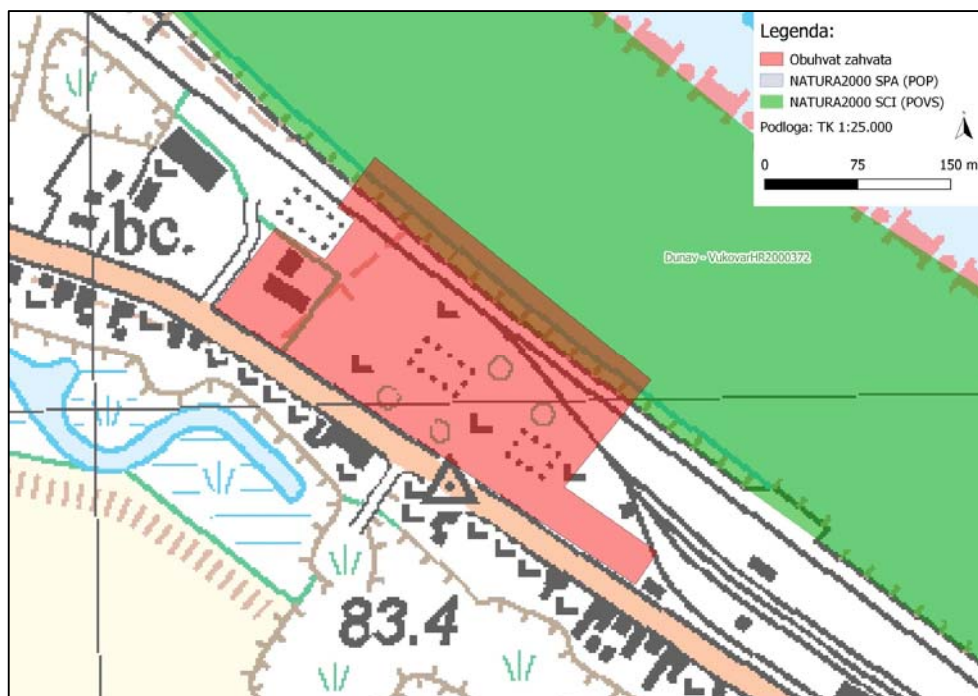 Legenda:
Obuhvat zahvata
NATURA2000 SPA (POP)
NATURA2000 SCI (POVS)
Podloga: TK 1:25.000
0 75 150 m
bc.
Dunav - VukovarHR2000372
83.4